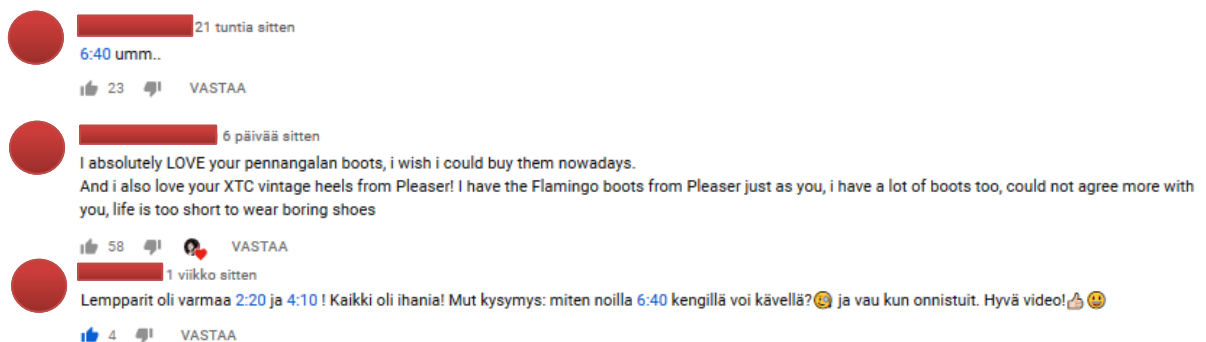 21 tuntia sitten
6:40 umm..
23 VASTAA
6 päivää sitten
I absolutely LOVE your pennangalan boots, i wish i could buy them nowadays.
And i also love your XTC vintage heels from Pleaser! I have the Flamingo boots from Pleaser just as you, i have a lot of boots too, could not agree more with
you, life is too short to wear boring shoes
58 VASTAA
1 viikko sitten
Lempparit oli varmaa 2:20 ja 4:10 ! Kaikki oli ihania! Mut kysymys: miten noilla 6:40 kengillä voi kävellä?🧐 ja vau kun onnistuit. Hyvä video!👍😀
4 VASTAA